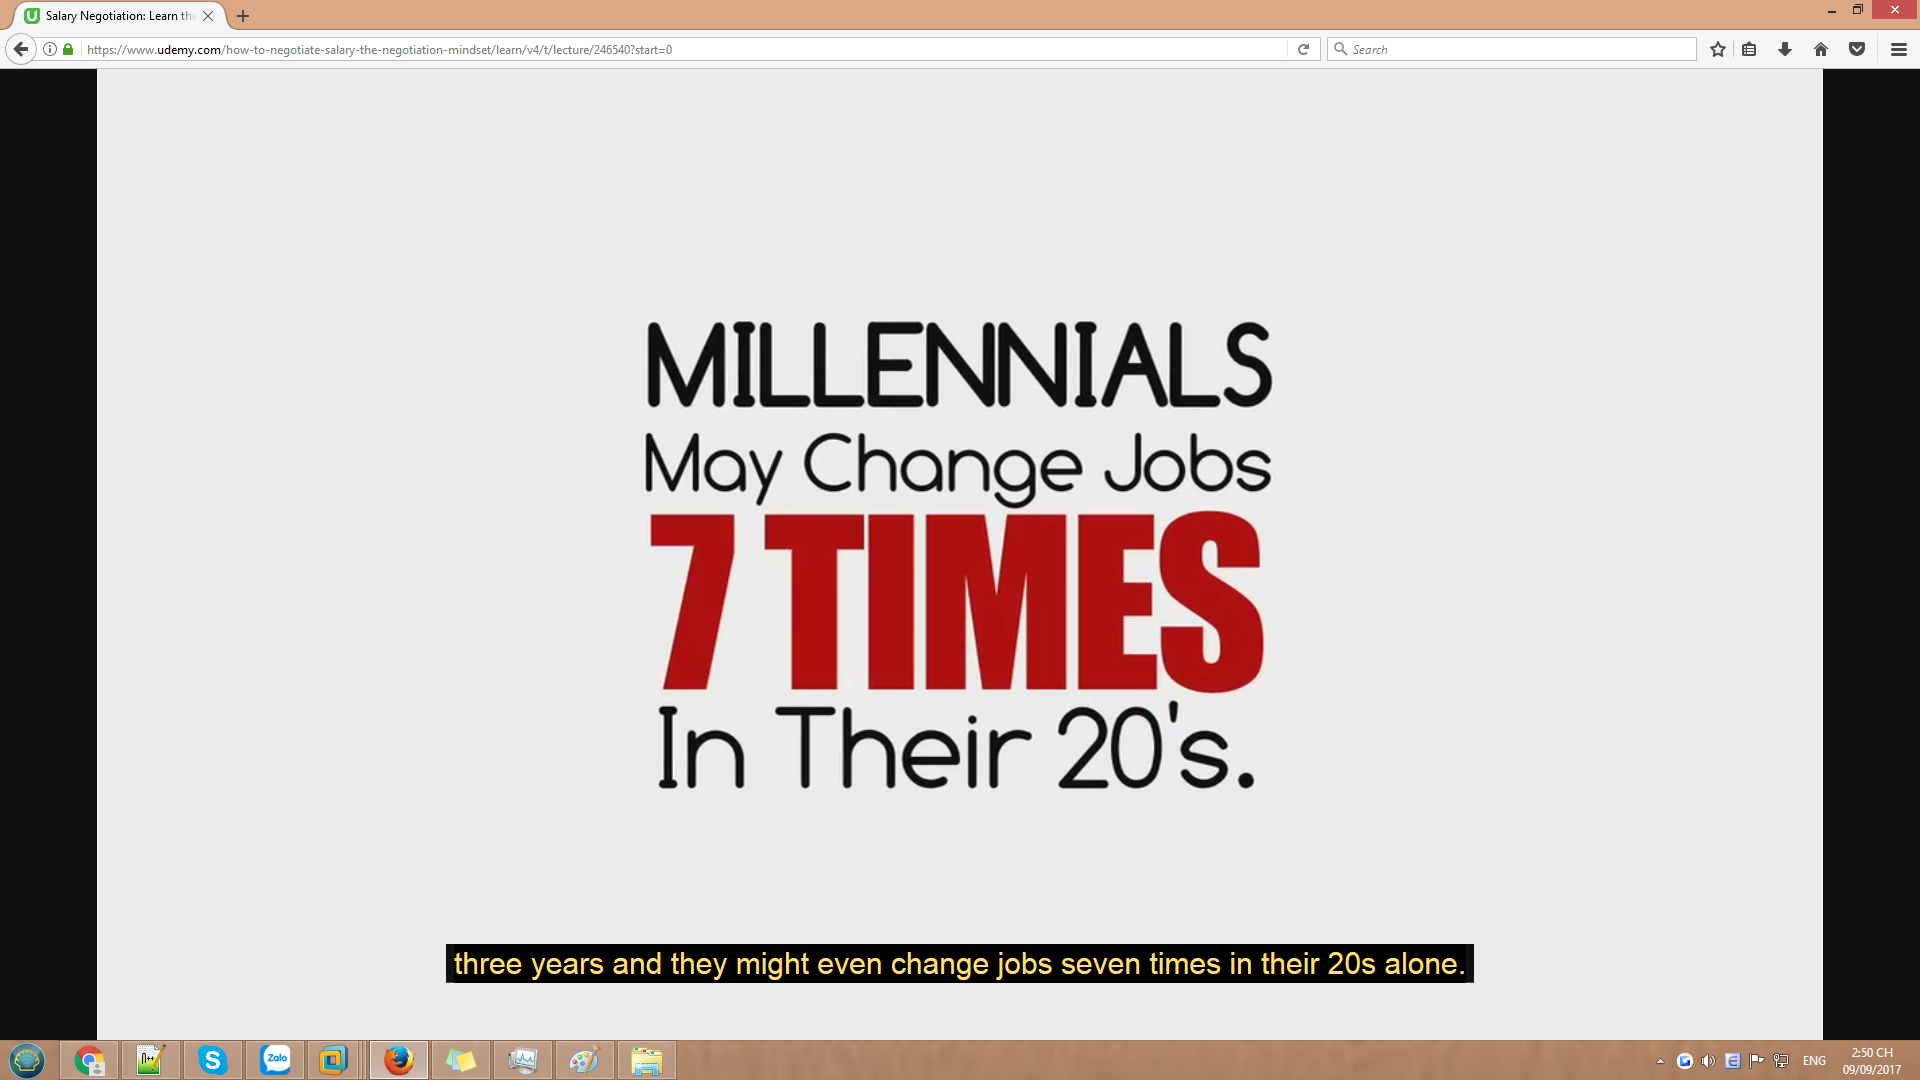 Salary Negotiation: Learn the
https://www.udemy.com/how-to-negotiate-salary-the-negotiation-mindset/learn/v4/t/lecture/246540?start=0
Search
MILLENNIALS
May Change Jobs
7 TIMES
In Their 20's.
three years and they might even change jobs seven times in their 20s alone.
Zalo
ENG
2:50 CH
09/09/2017